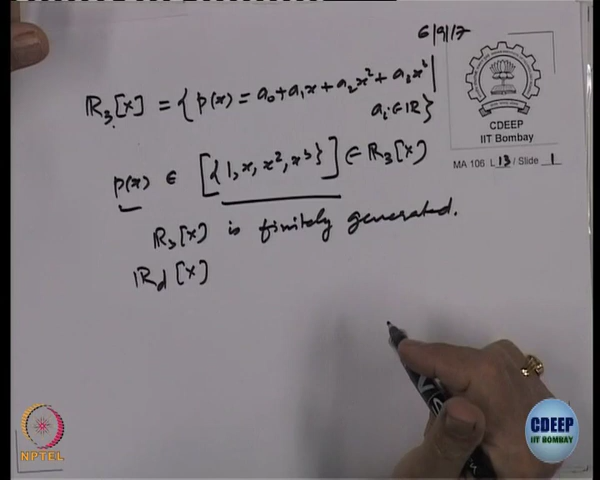 6/9/17
ℝ₃[x] = { p(x) = a₀ + a₁x + a₂x² + a₃x³ |
aᵢ ∈ ℝ }
CDEEP
IIT Bombay
MA 106 L 13 / Slide 1
p(x) ∈ [{1, x, x², x³}] ∈ ℝ₃[x]
ℝ₃[x] is finitely generated.
ℝd[x]
NPTEL
CDEEP
IIT BOMBAY